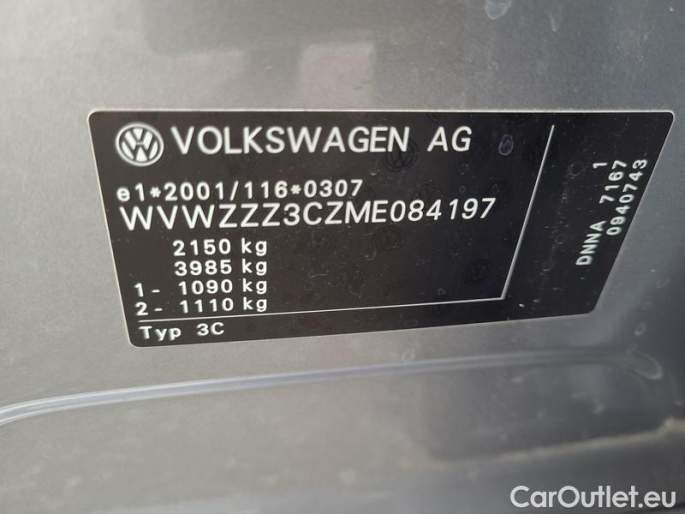 VOLKSWAGEN AG
e1*2001/116*0307
WVWZZZ3CZME084197
2150 kg
3985 kg
1 - 1090 kg
2 - 1110 kg
Typ 3C
DNNA 7167 1
0940743
CarOutlet.eu